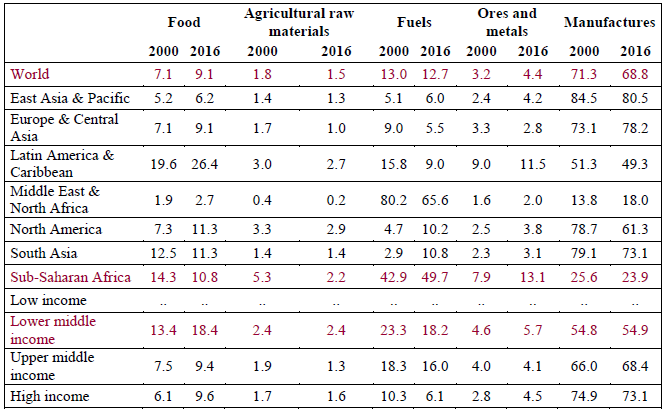 Food Agricultural raw materials Fuels Ores and metals Manufactures
2000 2016 2000 2016 2000 2016 2000 2016 2000 2016
World 7.1 9.1 1.8 1.5 13.0 12.7 3.2 4.4 71.3 68.8
East Asia & Pacific 5.2 6.2 1.4 1.3 5.1 6.0 2.4 4.2 84.5 80.5
Europe & Central Asia 7.1 9.1 1.7 1.0 9.0 5.5 3.3 2.8 73.1 78.2
Latin America & Caribbean 19.6 26.4 3.0 2.7 15.8 9.0 9.0 11.5 51.3 49.3
Middle East & North Africa 1.9 2.7 0.4 0.2 80.2 65.6 1.6 2.0 13.8 18.0
North America 7.3 11.3 3.3 2.9 4.7 10.2 2.5 3.8 78.7 61.3
South Asia 12.5 11.3 1.4 1.4 2.9 10.8 2.3 3.1 79.1 73.1
Sub-Saharan Africa 14.3 10.8 5.3 2.2 42.9 49.7 7.9 13.1 25.6 23.9
Low income .. .. .. .. .. .. .. .. .. ..
Lower middle income 13.4 18.4 2.4 2.4 23.3 18.2 4.6 5.7 54.8 54.9
Upper middle income 7.5 9.4 1.9 1.3 18.3 16.0 4.0 4.1 66.0 68.4
High income 6.1 9.6 1.7 1.6 10.3 6.1 2.8 4.5 74.9 73.1